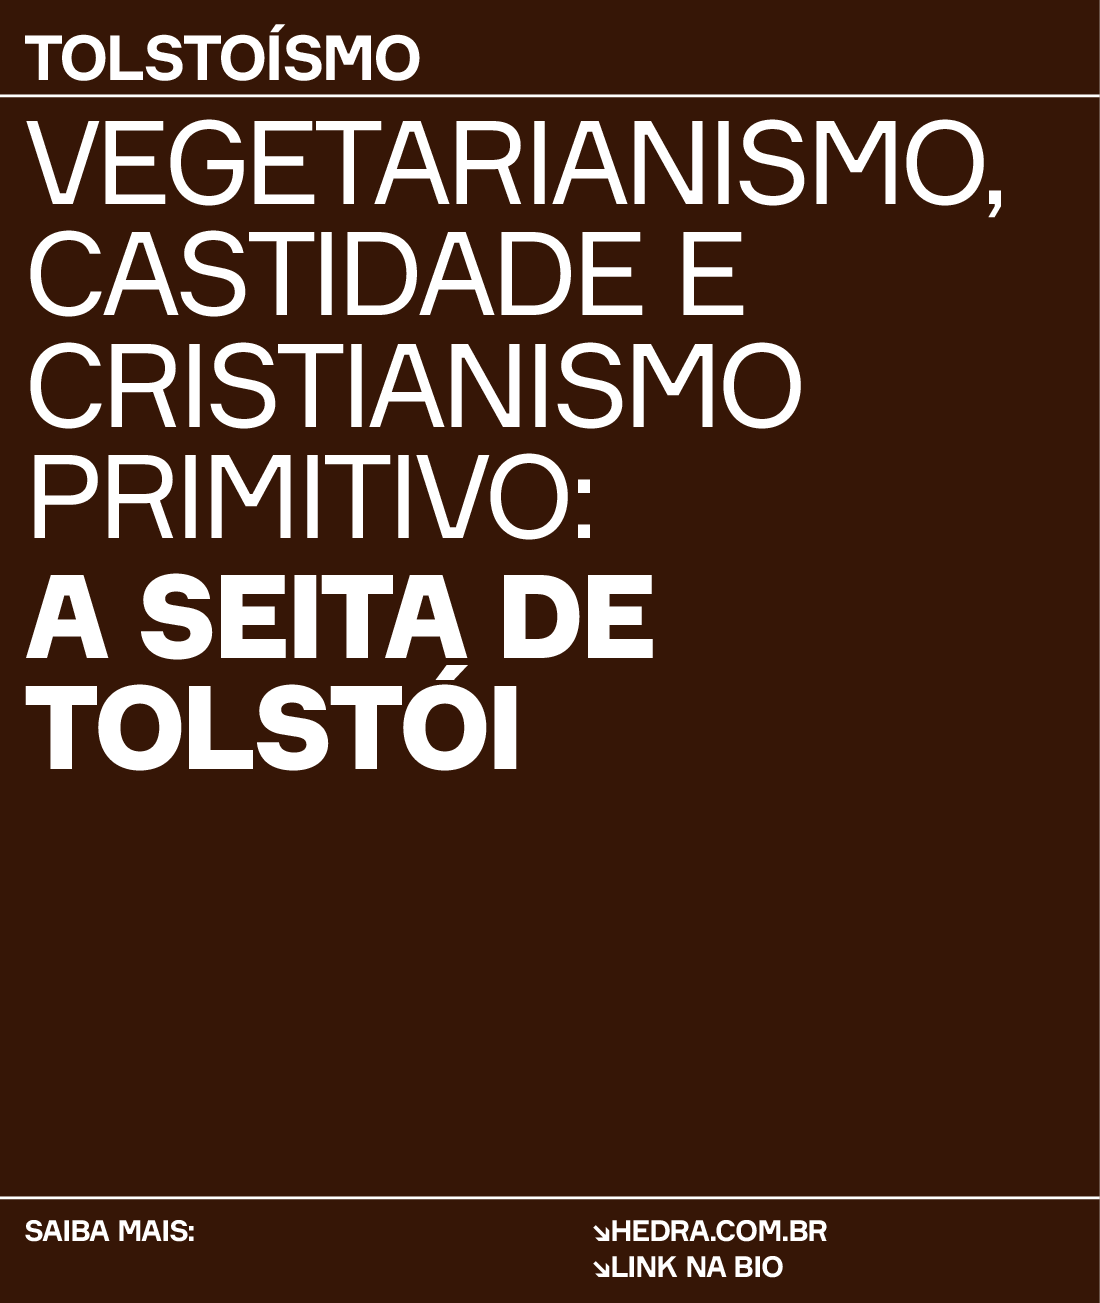 TOLSTOÍSMO
VEGETARIANISMO,
CASTIDADE E
CRISTIANISMO
PRIMITIVO:
A SEITA DE
TOLSTÓI
SAIBA MAIS:
↘HEDRA.COM.BR
↘LINK NA BIO